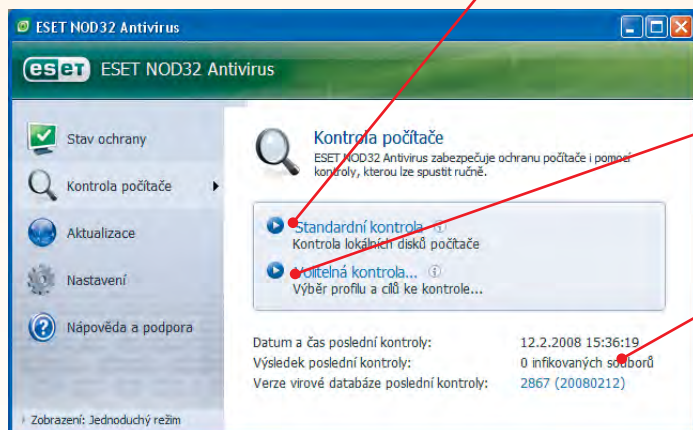 ESET NOD32 Antivirus
eset ESET NOD32 Antivirus
Stav ochrany
Kontrola počítače
Aktualizace
Nastavení
Nápověda a podpora
Zobrazení: Jednoduchý režim
Kontrola počítače
ESET NOD32 Antivirus zabezpečuje ochranu počítače i pomocí
kontroly, kterou lze spustit ručně.
Standardní kontrola
Kontrola lokálních disků počítače
Volitelná kontrola...
Výběr profilu a cílů ke kontrole...
Datum a čas poslední kontroly: 12.2.2008 15:36:19
Výsledek poslední kontroly: 0 infikovaných souborů
Verze virové databáze poslední kontroly: 2867 (20080212)